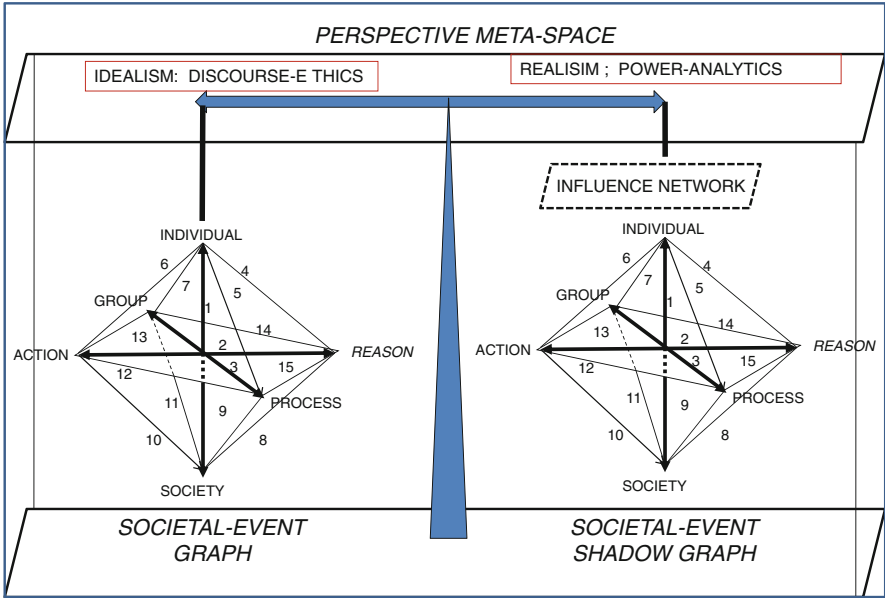 PERSPECTIVE META-SPACE
IDEALISM: DISCOURSE-E THICS
REALISIM ; POWER-ANALYTICS
INFLUENCE NETWORK
INDIVIDUAL
6
4
7
5
GROUP
1
14
13
2
ACTION
REASON
3
15
12
PROCESS
11
9
10
8
SOCIETY
INDIVIDUAL
6
4
7
5
GROUP
1
14
13
2
ACTION
REASON
3
15
12
PROCESS
11
9
10
8
SOCIETY
SOCIETAL-EVENT
GRAPH
SOCIETAL-EVENT
SHADOW GRAPH